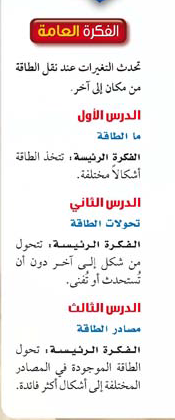 الفكرة العامة
تحدث التغيرات عند نقل الطاقة
من مكان إلى آخر.
الدرس الأول
ما الطاقة
الفكرة الرئيسة: تتخذ الطاقة
أشكالاً مختلفة.
الدرس الثاني
تحولات الطاقة
الفكرة الرئيسة: تتحول
من شكل إلى آخر دون أن
تُستحدث أو تُفنى.
الدرس الثالث
مصادر الطاقة
الفكرة الرئيسة: تحول
الطاقة الموجودة في المصادر
المختلفة إلى أشكال أكثر فائدة.